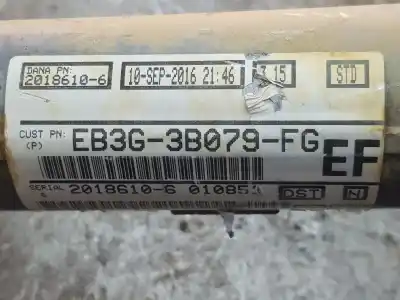 DANA PN: 2018610-6 10-SEP-2016 21:46 3.15 STD
CUST PN: (P) EB3G-3B079-FG EF
SERIAL 2018610-6 DST N